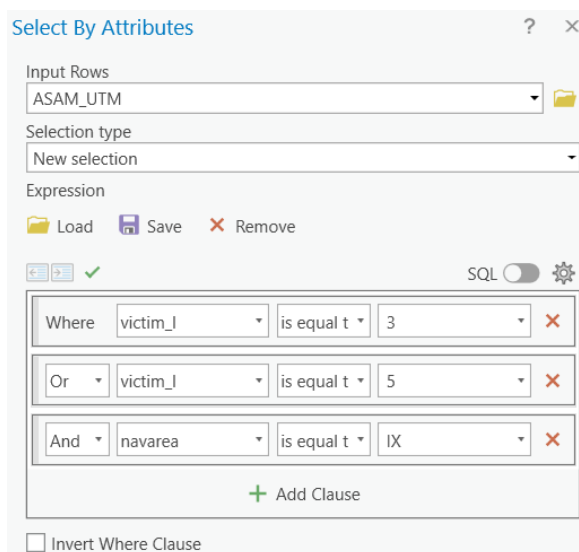 Select By Attributes ? ×
Input Rows
ASAM_UTM
Selection type
New selection
Expression
Load Save Remove
SQL
Where victim_l is equal t 3
Or victim_l is equal t 5
And navarea is equal t IX
Add Clause
Invert Where Clause